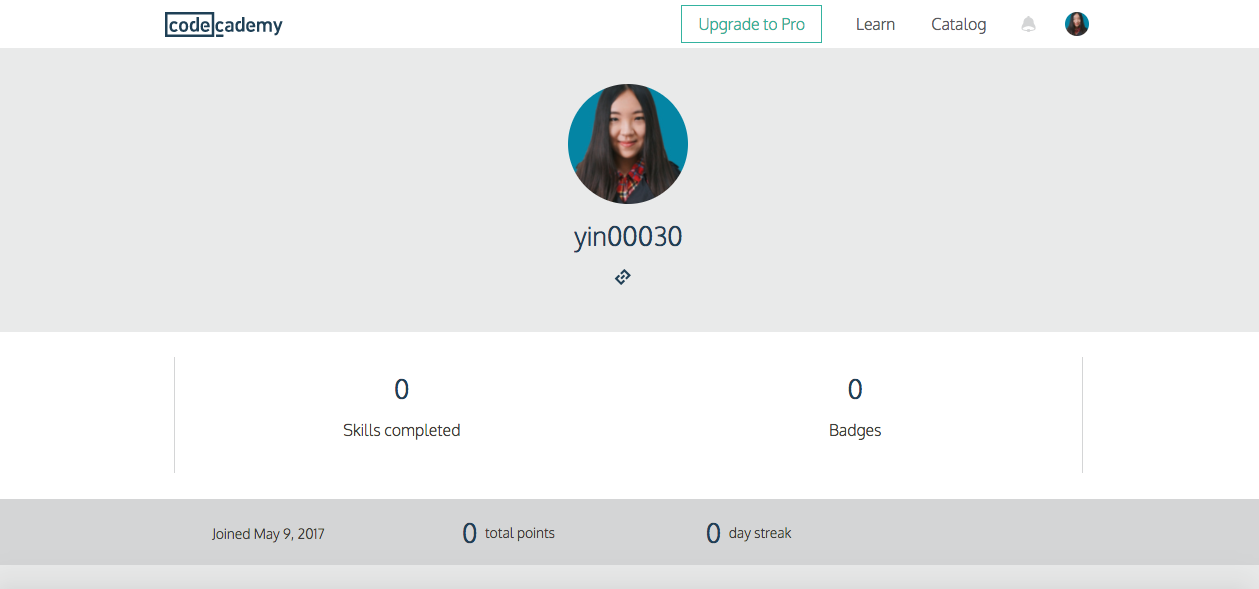 codecademy
Upgrade to Pro
Learn
Catalog
yin00030
0
Skills completed
0
Badges
Joined May 9, 2017
0 total points
0 day streak